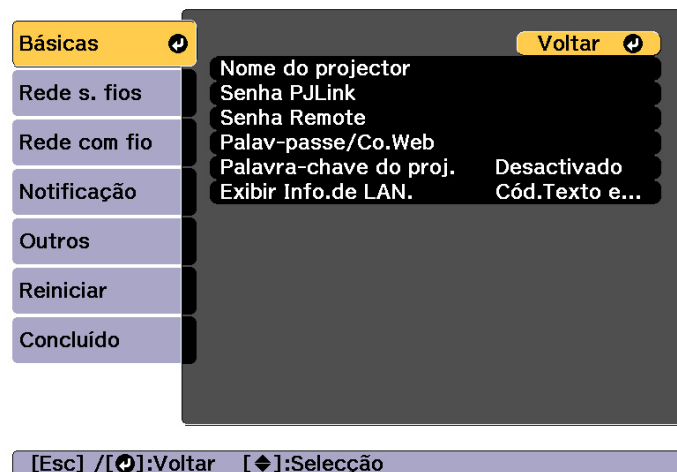 Básicas
Rede s. fios
Rede com fio
Notificação
Outros
Reiniciar
Concluído
Voltar
Nome do projector
Senha PJLink
Senha Remote
Palav-passe/Co.Web
Palavra-chave do proj. Desactivado
Exibir Info.de LAN. Cód.Texto e...
[Esc] /[]:Voltar []:Selecção